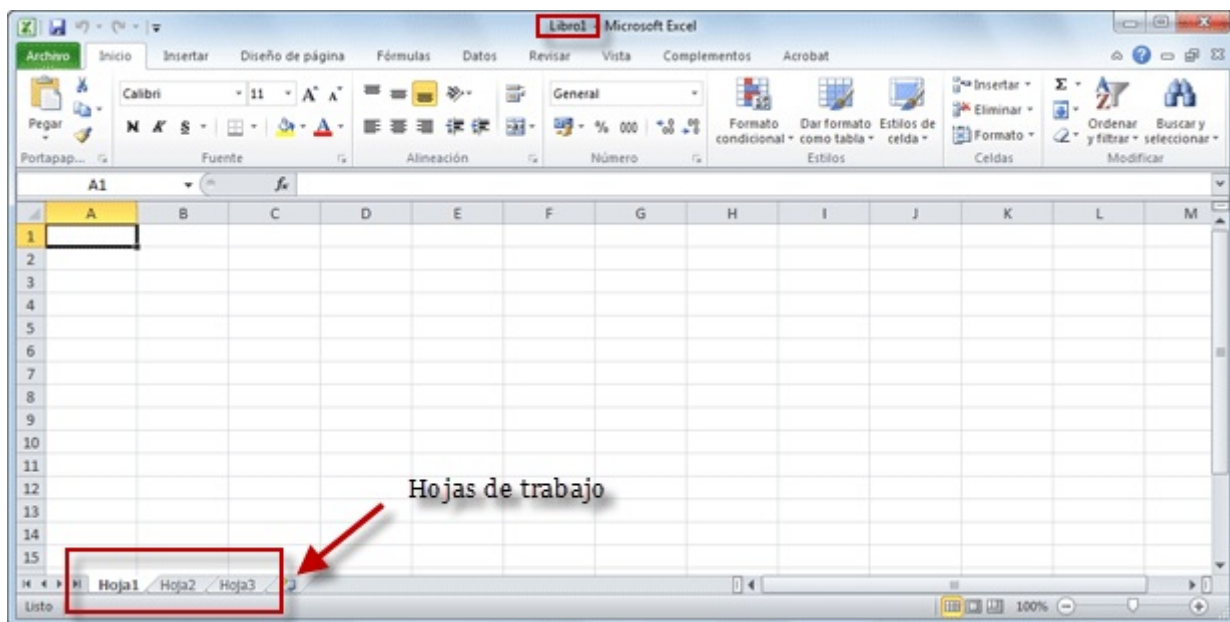 Libro1 - Microsoft Excel
Archivo Inicio Insertar Diseño de página Fórmulas Datos Revisar Vista Complementos Acrobat
Pegar
Calibri 11 A A
N K S A
General
% 000
Formato condicional
Dar formato como tabla
Estilos de celda
Insertar
Eliminar
Formato
Σ
Ordenar y filtrar
Buscar y seleccionar
Portapap... Fuente Alineación Número Estilos Celdas Modificar
A1 fx
A B C D E F G H I J K L M
1
2
3
4
5
6
7
8
9
10
11
12
13
14
15
Hojas de trabajo
Hoja1 Hoja2 Hoja3
Listo 100%